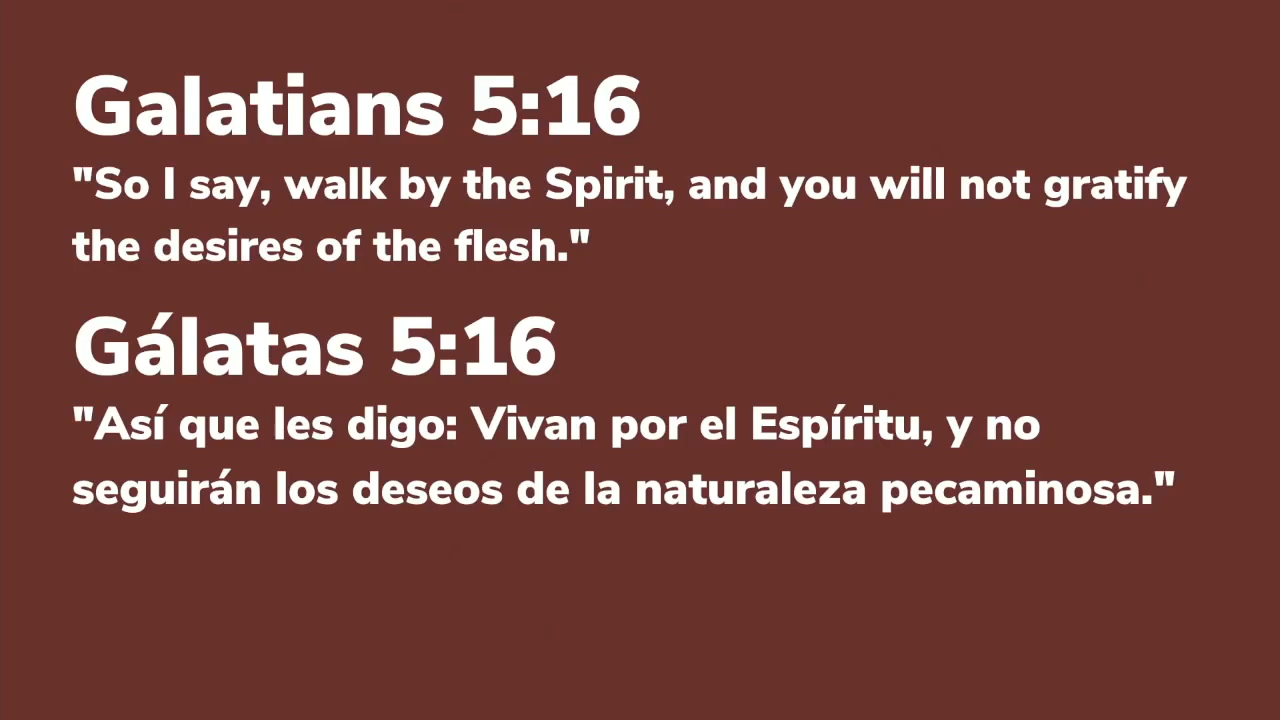 Galatians 5:16
"So I say, walk by the Spirit, and you will not gratify
the desires of the flesh."
Gálatas 5:16
"Así que les digo: Vivan por el Espíritu, y no
seguirán los deseos de la naturaleza pecaminosa."